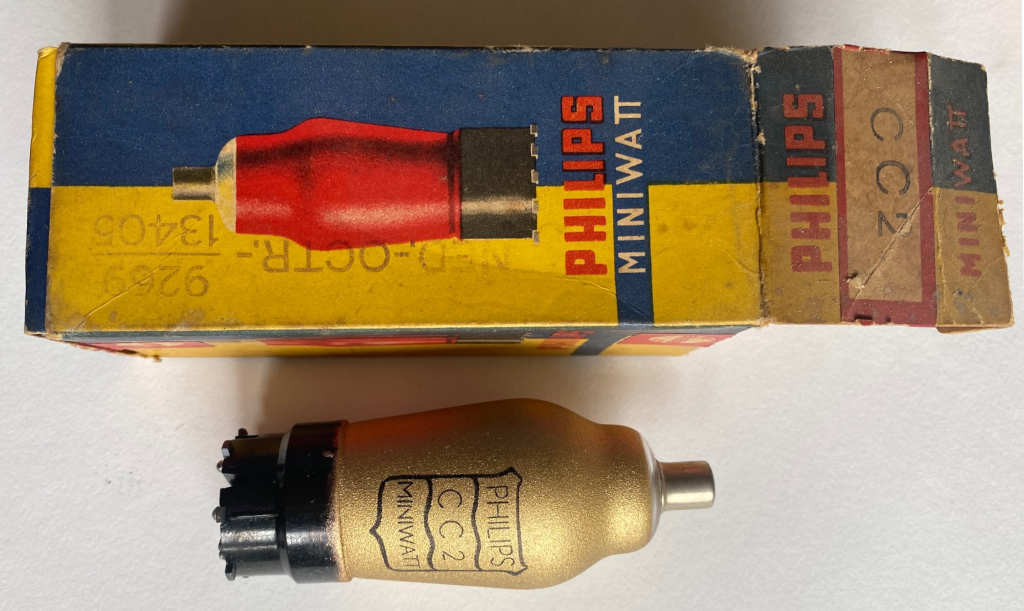 PHILIPS
MINIWATT
NED.-OCTR.-
9269
13405
PHILIPS
CC2
MINIWATT
PHILIPS
CC2
MINIWATT